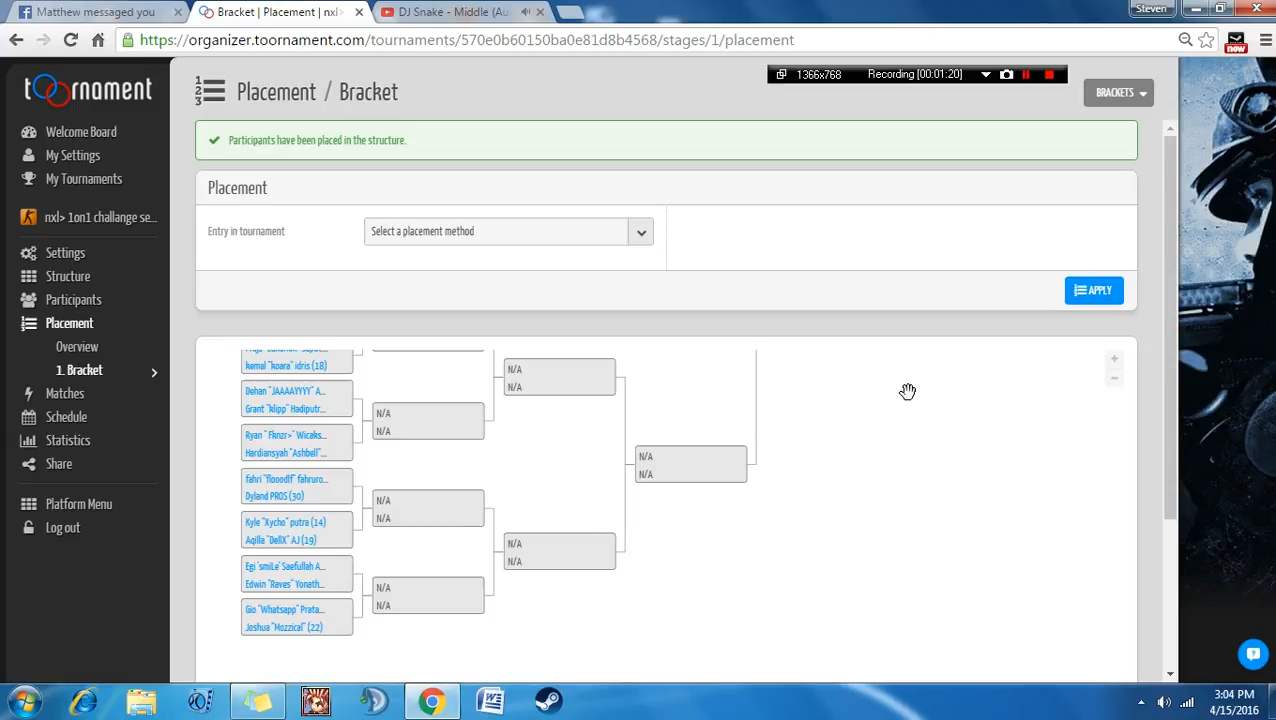 Matthew messaged you
Bracket | Placement | nxl>
DJ Snake - Middle (Au
Steven
https://organizer.toornament.com/tournaments/570e0b60150ba0e81d8b4568/stages/1/placement
now
toornament
Placement / Bracket
1366x768
Recording [00:01:20]
BRACKETS
Participants have been placed in the structure.
Placement
Entry in tournament
Select a placement method
APPLY
Welcome Board
My Settings
My Tournaments
nxl> 1on1 challange se...
Settings
Structure
Participants
Placement
Overview
1. Bracket
Matches
Schedule
Statistics
Share
Platform Menu
Log out
kemal "koara" idris (18)
Dehan "JAAAAYYYY" A...
Grant "klipp" Hadiputr...
Ryan " Fknzr>" Wicaks...
Hardiansyah "Ashbell"...
fahri "flooodlf" fahruro...
Dyland PROS (30)
Kyle "Xycho" putra (14)
Aqilla "DellX" AJ (19)
Egi 'smiLe' Saefullah A...
Edwin "Raves" Yonath...
Gio "Whatsapp" Prata...
Joshua "Mozzical" (22)
N/A
N/A
N/A
N/A
N/A
N/A
N/A
N/A
N/A
N/A
N/A
N/A
3:04 PM
4/15/2016